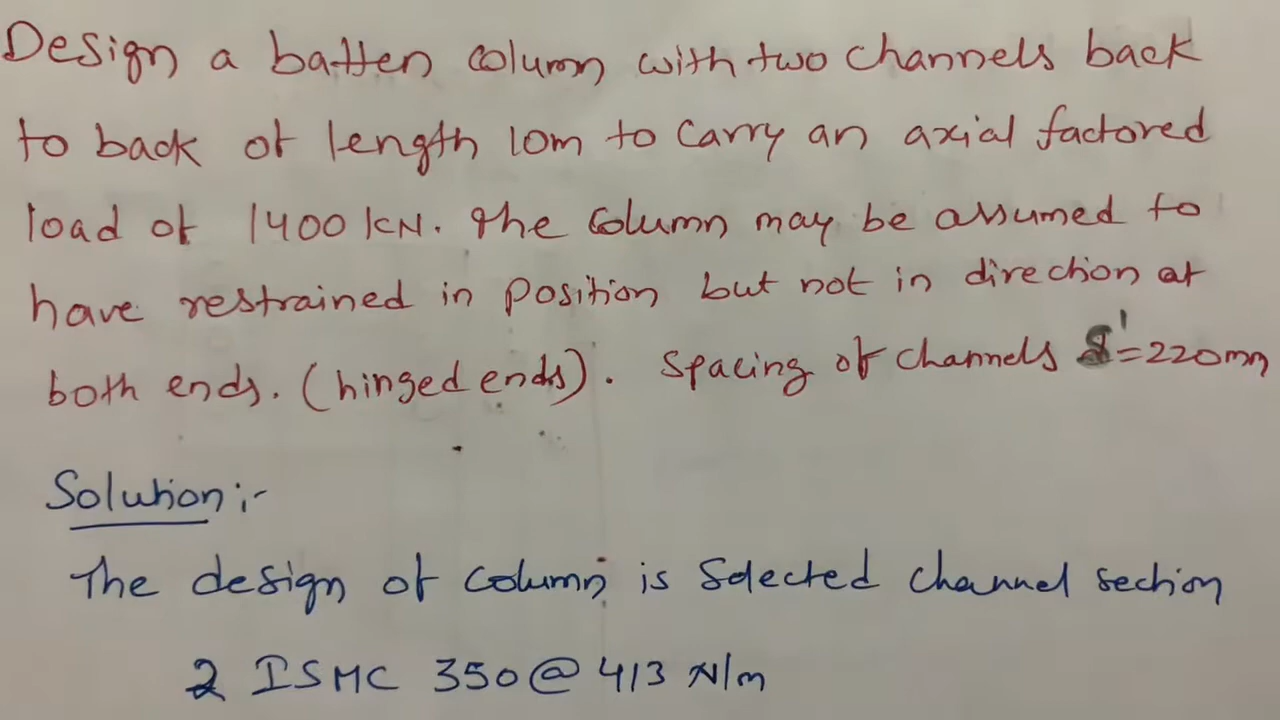 Design a batten column with two channels back
to back of length 10m to carry an axial factored
load of 1400 kN. The column may be assumed to
have restrained in position but not in direction at
both ends. (hinged ends). Spacing of channels S'=220mm
Solution:-
The design of column is Selected channel section
2 ISMC 350@413 N/m